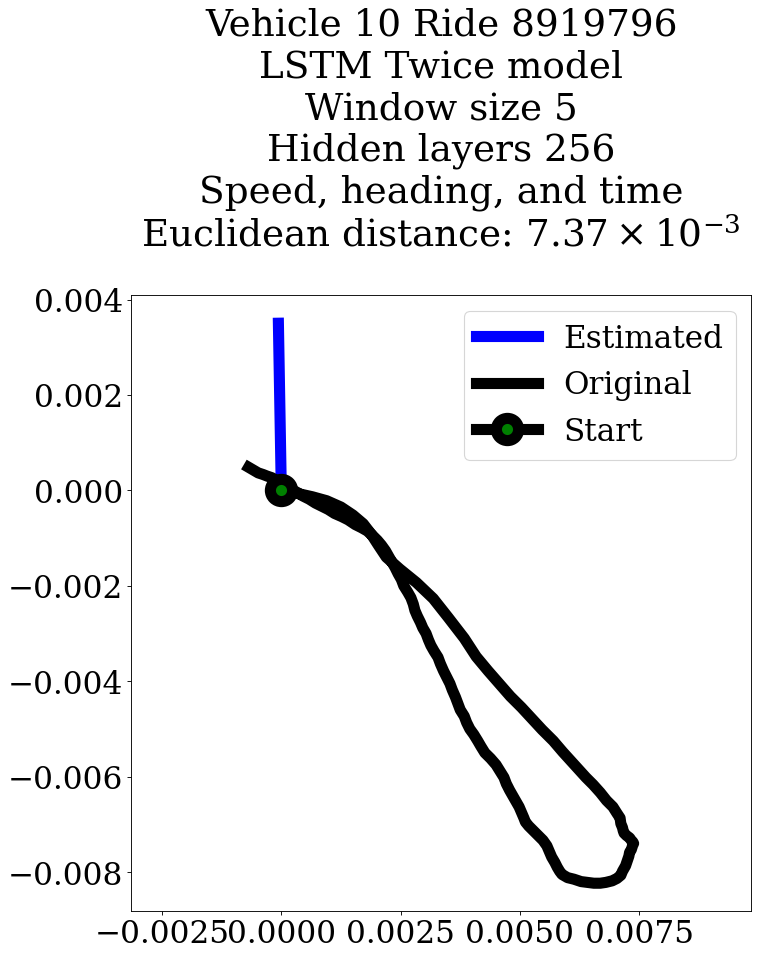 Vehicle 10 Ride 8919796
LSTM Twice model
Window size 5
Hidden layers 256
Speed, heading, and time
Euclidean distance: 7.37 × 10⁻³
0.004
0.002
0.000
−0.002
−0.004
−0.006
−0.008
Estimated
Original
Start
−0.0025 0.0000 0.0025 0.0050 0.0075